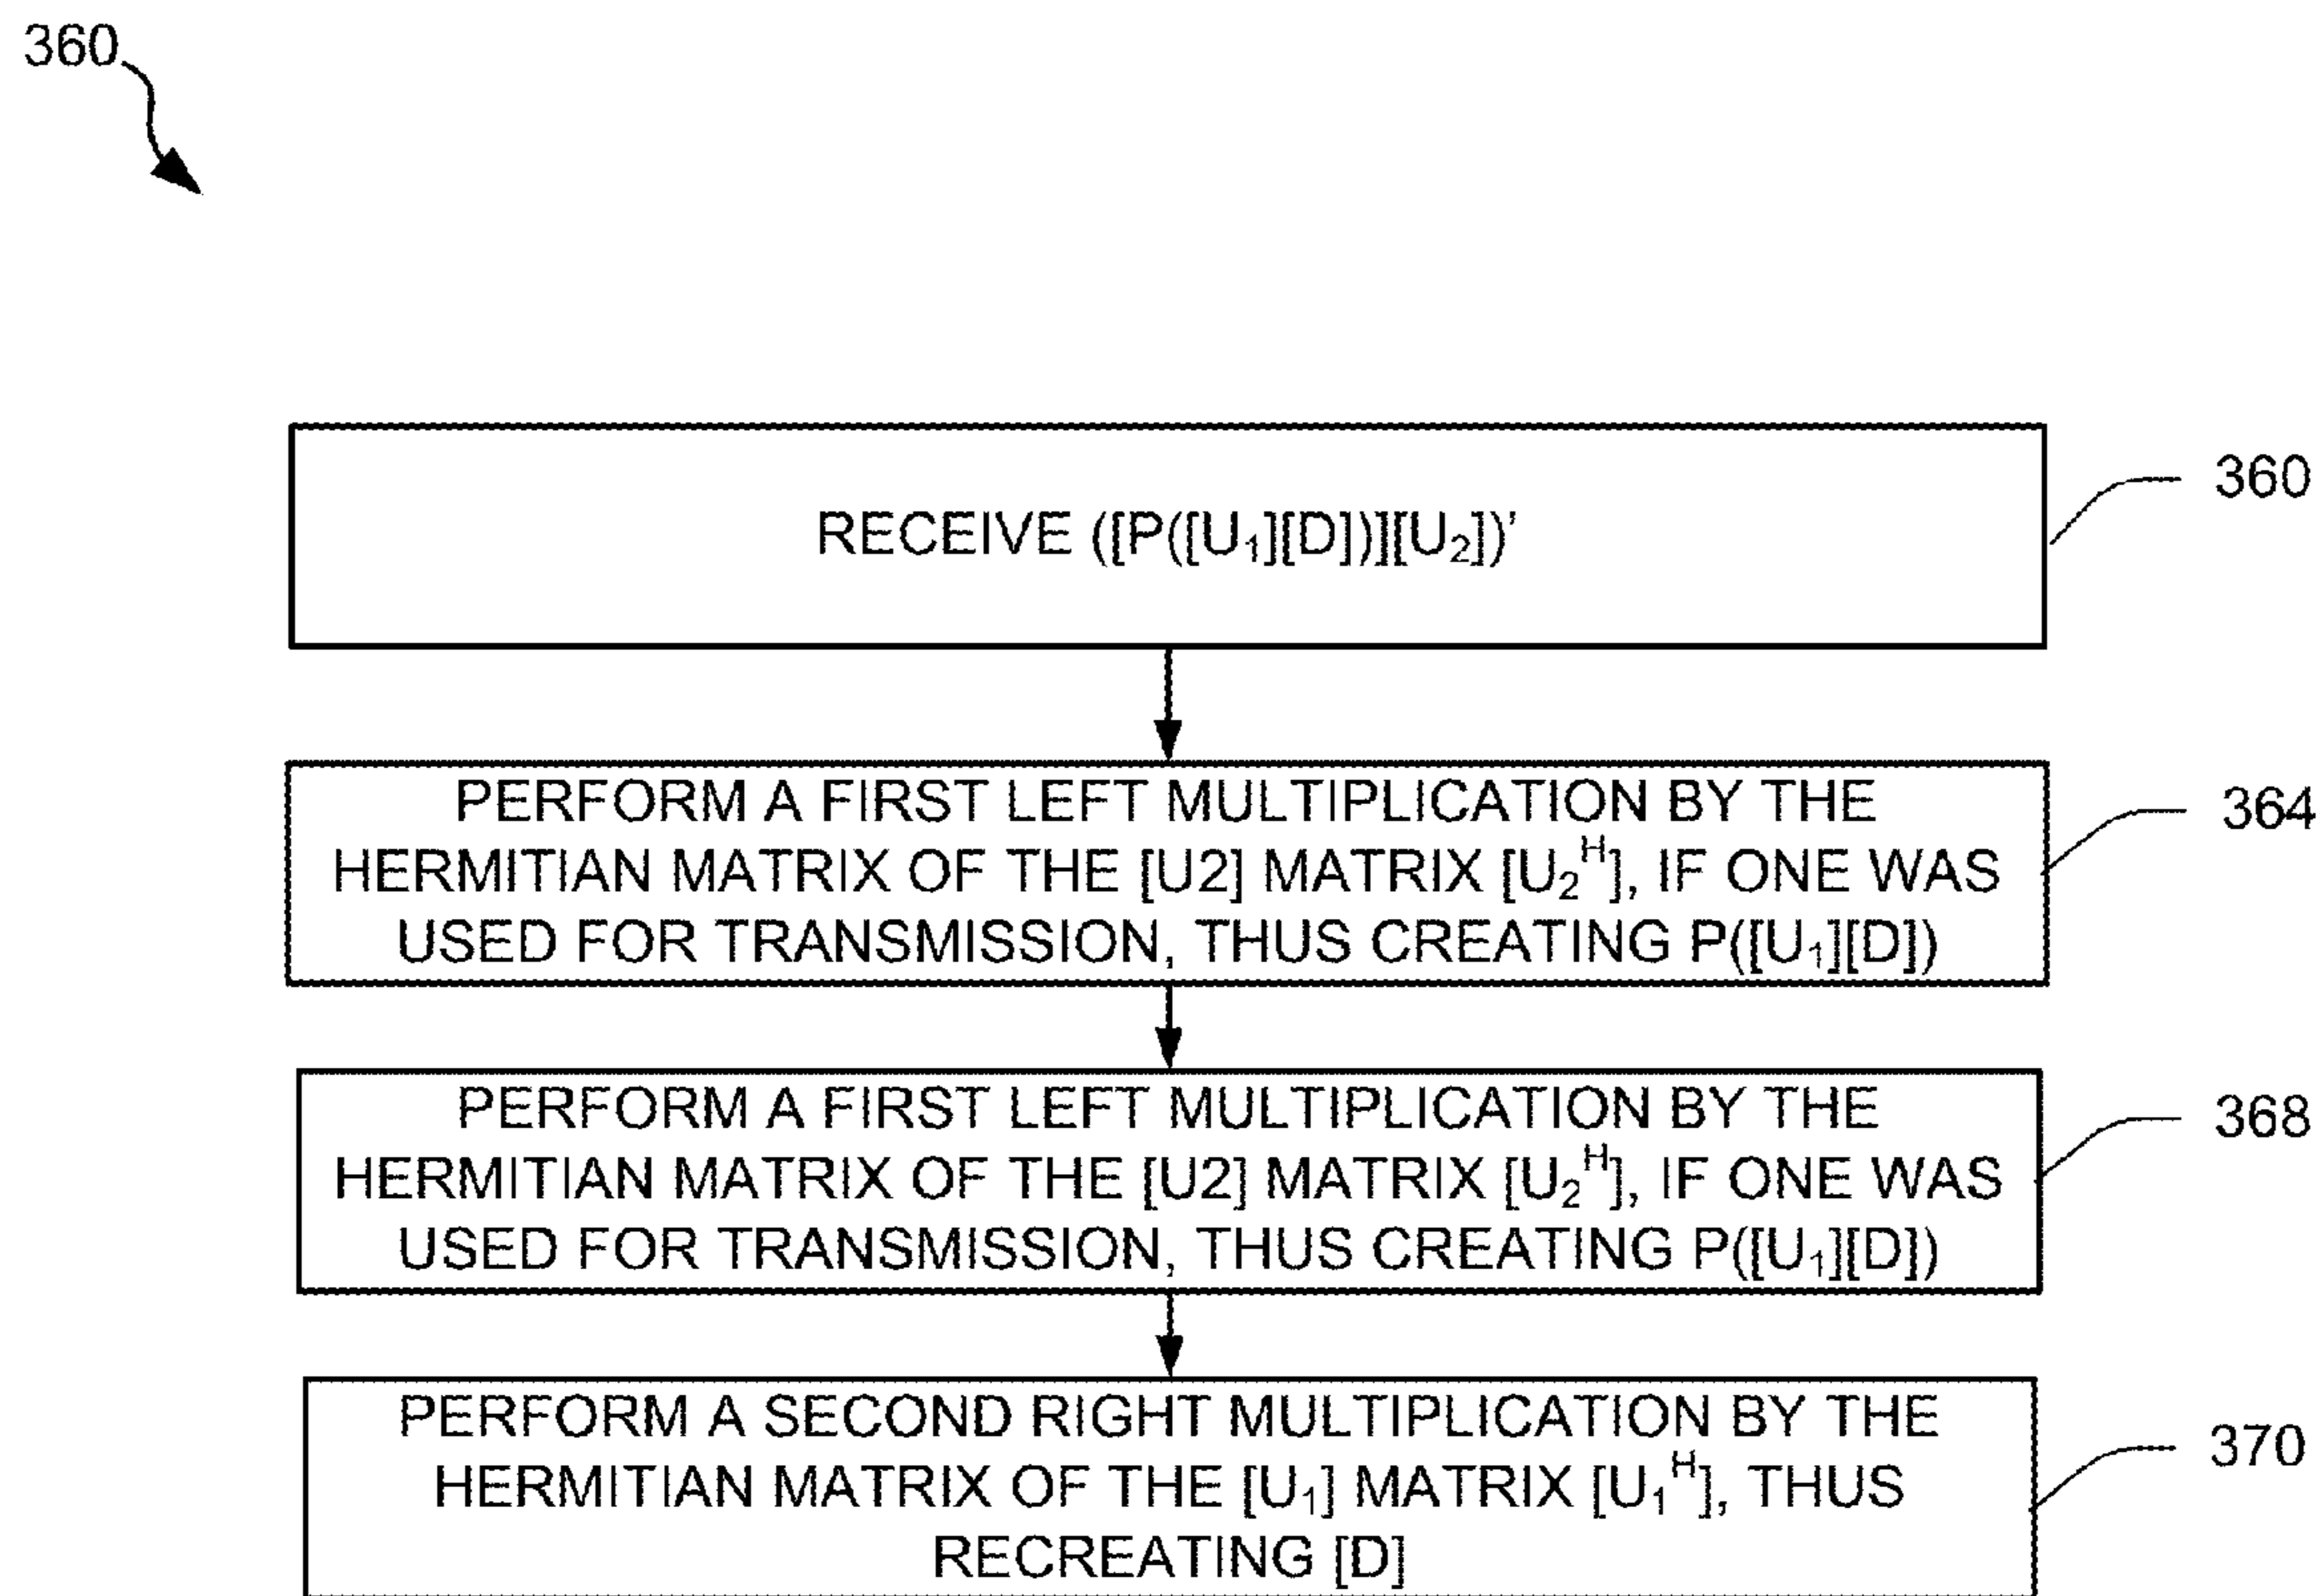 360
RECEIVE ([P([U₁][D])][U₂])’
360
PERFORM A FIRST LEFT MULTIPLICATION BY THE
HERMITIAN MATRIX OF THE [U2] MATRIX [U₂ᴴ], IF ONE WAS
USED FOR TRANSMISSION, THUS CREATING P([U₁][D])
364
PERFORM A FIRST LEFT MULTIPLICATION BY THE
HERMITIAN MATRIX OF THE [U2] MATRIX [U₂ᴴ], IF ONE WAS
USED FOR TRANSMISSION, THUS CREATING P([U₁][D])
368
PERFORM A SECOND RIGHT MULTIPLICATION BY THE
HERMITIAN MATRIX OF THE [U₁] MATRIX [U₁ᴴ], THUS
RECREATING [D]
370